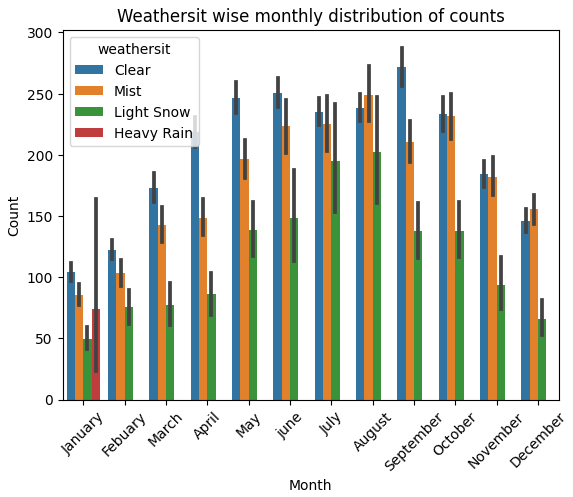 Weathersit wise monthly distribution of counts
300
250
200
150
100
50
0
Count
weathersit
Clear
Mist
Light Snow
Heavy Rain
January
Febuary
March
April
May
june
July
August
September
October
November
December
Month